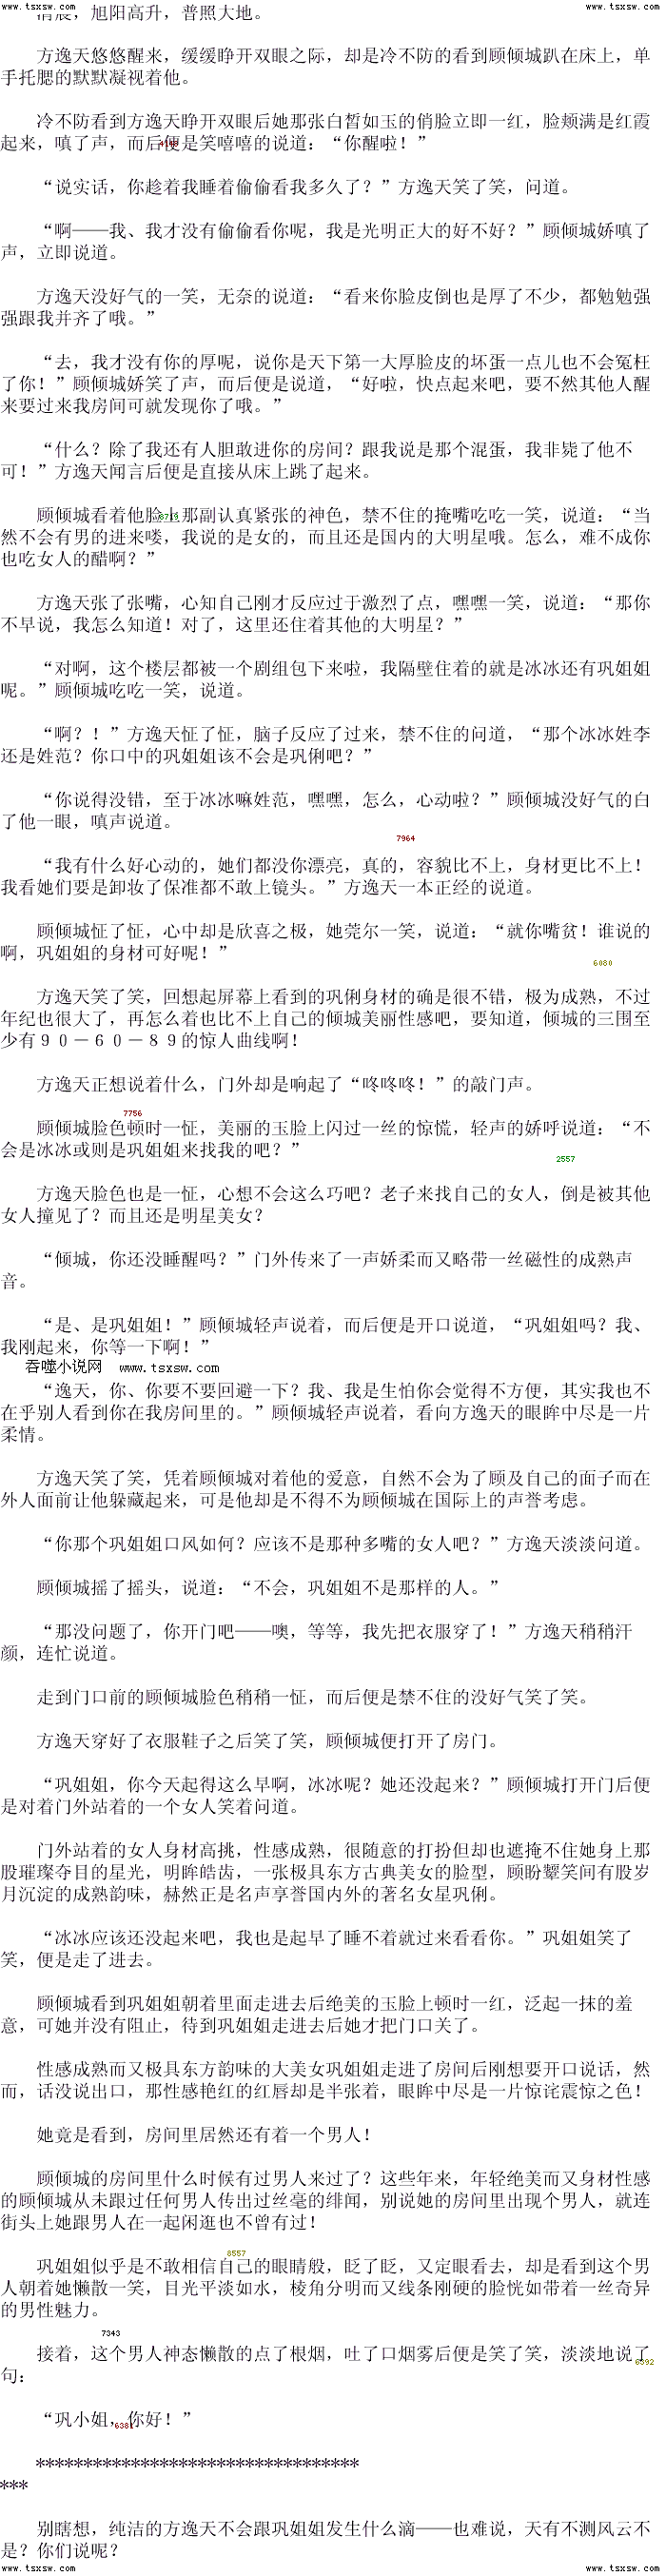 www.tsxsw.com www.tsxsw.com
清晨，旭阳高升，普照大地。
方逸天悠悠醒来，缓缓睁开双眼之际，却是冷不防的看到顾倾城趴在床上，单
手托腮的默默凝视着他。
冷不防看到方逸天睁开双眼后她那张白皙如玉的俏脸立即一红，脸颊满是红霞
起来，嗔了声，而后便是笑嘻嘻的说道：“你醒啦！”
“说实话，你趁着我睡着偷偷看我多久了？”方逸天笑了笑，问道。
“啊——我、我才没有偷偷看你呢，我是光明正大的好不好？”顾倾城娇嗔了
声，立即说道。
方逸天没好气的一笑，无奈的说道：“看来你脸皮倒也是厚了不少，都勉勉强
强跟我并齐了哦。”
“去，我才没有你的厚呢，说你是天下第一大厚脸皮的坏蛋一点儿也不会冤枉
了你！”顾倾城娇笑了声，而后便是说道，“好啦，快点起来吧，要不然其他人醒
来要过来我房间可就发现你了哦。”
“什么？除了我还有人胆敢进你的房间？跟我说是那个混蛋，我非毙了他不
可！”方逸天闻言后便是直接从床上跳了起来。
8719
顾倾城看着他脸上那副认真紧张的神色，禁不住的掩嘴吃吃一笑，说道：“当
然不会有男的进来喽，我说的是女的，而且还是国内的大明星哦。怎么，难不成你
也吃女人的醋啊？”
方逸天张了张嘴，心知自己刚才反应过于激烈了点，嘿嘿一笑，说道：“那你
不早说，我怎么知道！对了，这里还住着其他的大明星？”
“对啊，这个楼层都被一个剧组包下来啦，我隔壁住着的就是冰冰还有巩姐姐
呢。”顾倾城吃吃一笑，说道。
“啊？！”方逸天怔了怔，脑子反应了过来，禁不住的问道，“那个冰冰姓李
还是姓范？你口中的巩姐姐该不会是巩俐吧？”
“你说得没错，至于冰冰嘛姓范，嘿嘿，怎么，心动啦？”顾倾城没好气的白
了他一眼，嗔声说道。
7964
“我有什么好心动的，她们都没你漂亮，真的，容貌比不上，身材更比不上！
我看她们要是卸妆了保准都不敢上镜头。”方逸天一本正经的说道。
顾倾城怔了怔，心中却是欣喜之极，她莞尔一笑，说道：“就你嘴贫！谁说的
啊，巩姐姐的身材可好呢！”
6080
方逸天笑了笑，回想起屏幕上看到的巩俐身材的确是很不错，极为成熟，不过
年纪也很大了，再怎么着也比不上自己的倾城美丽性感吧，要知道，倾城的三围至
少有９０－６０－８９的惊人曲线啊！
方逸天正想说着什么，门外却是响起了“咚咚咚！”的敲门声。
7756
顾倾城脸色顿时一怔，美丽的玉脸上闪过一丝的惊慌，轻声的娇呼说道：“不
会是冰冰或则是巩姐姐来找我的吧？”
2557
方逸天脸色也是一怔，心想不会这么巧吧？老子来找自己的女人，倒是被其他
女人撞见了？而且还是明星美女？
“倾城，你还没睡醒吗？”门外传来了一声娇柔而又略带一丝磁性的成熟声
音。
“是、是巩姐姐！”顾倾城轻声说着，而后便是开口说道，“巩姐姐吗？我、
我刚起来，你等一下啊！”
吞噬小说网 www.tsxsw.com
“逸天，你、你要不要回避一下？我、我是生怕你会觉得不方便，其实我也不
在乎别人看到你在我房间里的。”顾倾城轻声说着，看向方逸天的眼眸中尽是一片
柔情。
方逸天笑了笑，凭着顾倾城对着他的爱意，自然不会为了顾及自己的面子而在
外人面前让他躲藏起来，可是他却是不得不为顾倾城在国际上的声誉考虑。
“你那个巩姐姐口风如何？应该不是那种多嘴的女人吧？”方逸天淡淡问道。
顾倾城摇了摇头，说道：“不会，巩姐姐不是那样的人。”
“那没问题了，你开门吧——噢，等等，我先把衣服穿了！”方逸天稍稍汗
颜，连忙说道。
走到门口前的顾倾城脸色稍稍一怔，而后便是禁不住的没好气笑了笑。
方逸天穿好了衣服鞋子之后笑了笑，顾倾城便打开了房门。
“巩姐姐，你今天起得这么早啊，冰冰呢？她还没起来？”顾倾城打开门后便
是对着门外站着的一个女人笑着问道。
门外站着的女人身材高挑，性感成熟，很随意的打扮但却也遮掩不住她身上那
股璀璨夺目的星光，明眸皓齿，一张极具东方古典美女的脸型，顾盼颦笑间有股岁
月沉淀的成熟韵味，赫然正是名声享誉国内外的著名女星巩俐。
“冰冰应该还没起来吧，我也是起早了睡不着就过来看看你。”巩姐姐笑了
笑，便是走了进去。
顾倾城看到巩姐姐朝着里面走进去后绝美的玉脸上顿时一红，泛起一抹的羞
意，可她并没有阻止，待到巩姐姐走进去后她才把门口关了。
性感成熟而又极具东方韵味的大美女巩姐姐走进了房间后刚想要开口说话，然
而，话没说出口，那性感艳红的红唇却是半张着，眼眸中尽是一片惊诧震惊之色！
她竟是看到，房间里居然还有着一个男人！
顾倾城的房间里什么时候有过男人来过了？这些年来，年轻绝美而又身材性感
的顾倾城从未跟过任何男人传出过丝毫的绯闻，别说她的房间里出现个男人，就连
街头上她跟男人在一起闲逛也不曾有过！
8557
巩姐姐似乎是不敢相信自己的眼睛般，眨了眨，又定眼看去，却是看到这个男
人朝着她懒散一笑，目光平淡如水，棱角分明而又线条刚硬的脸恍如带着一丝奇异
的男性魅力。
7343
接着，这个男人神态懒散的点了根烟，吐了口烟雾后便是笑了笑，淡淡地说了
6392
句：
“巩小姐，你好！”
6381
**********************************
***
别瞎想，纯洁的方逸天不会跟巩姐姐发生什么滴——也难说，天有不测风云不
是？你们说呢？
www.tsxsw.com www.tsxsw.com